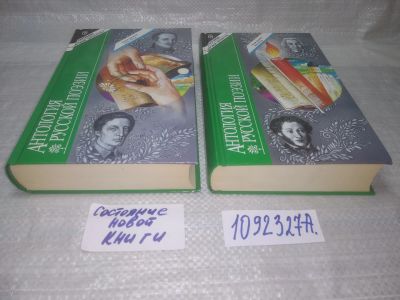 АНТОЛОГИЯ
РУССКОЙ ПОЭЗИИ
АНТОЛОГИЯ
РУССКОЙ ПОЭЗИИ
Состояние
новой
книги
1092327А.